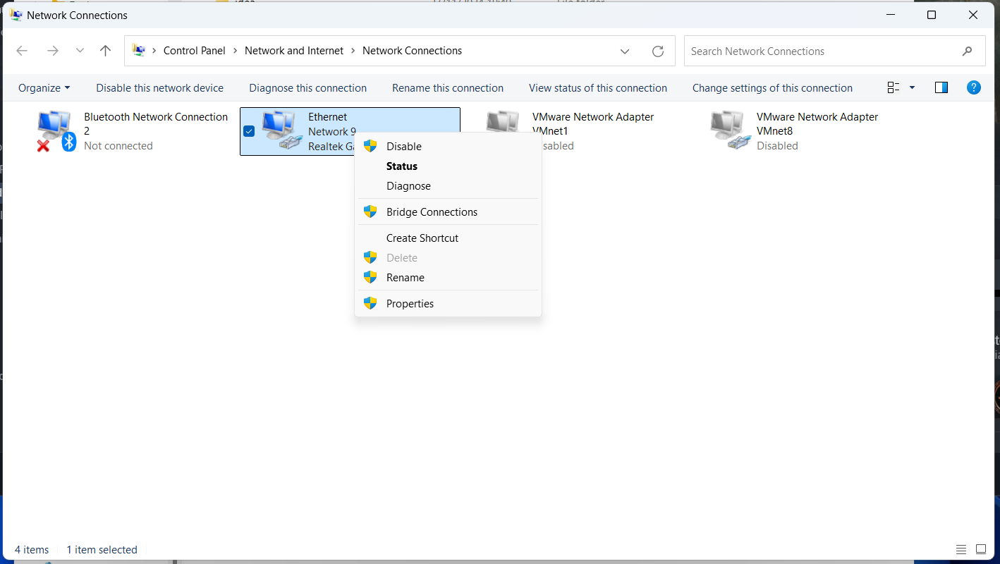 Network Connections
Control Panel > Network and Internet > Network Connections
Search Network Connections
Organize
Disable this network device
Diagnose this connection
Rename this connection
View status of this connection
Change settings of this connection
Bluetooth Network Connection
2
Not connected
Ethernet
Network 9
Realtek
VMware Network Adapter
VMnet1
VMware Network Adapter
VMnet8
Disabled
Disable
Status
Diagnose
Bridge Connections
Create Shortcut
Delete
Rename
Properties
4 items
1 item selected